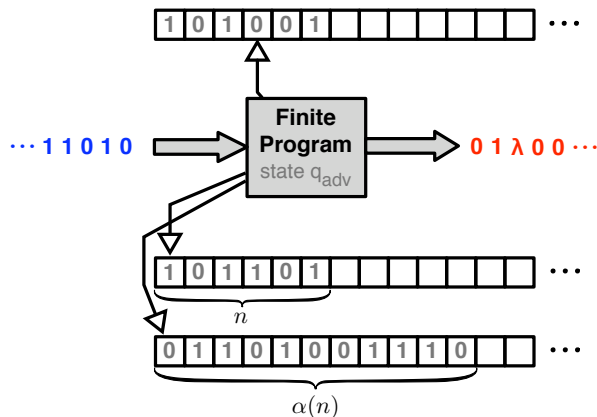 1 0 1 0 0 1 ...
Finite
Program
state q_adv
... 1 1 0 1 0
0 1 λ 0 0 ...
1 0 1 1 0 1 ...
n
0 1 1 0 1 0 0 1 1 1 0 ...
α(n)